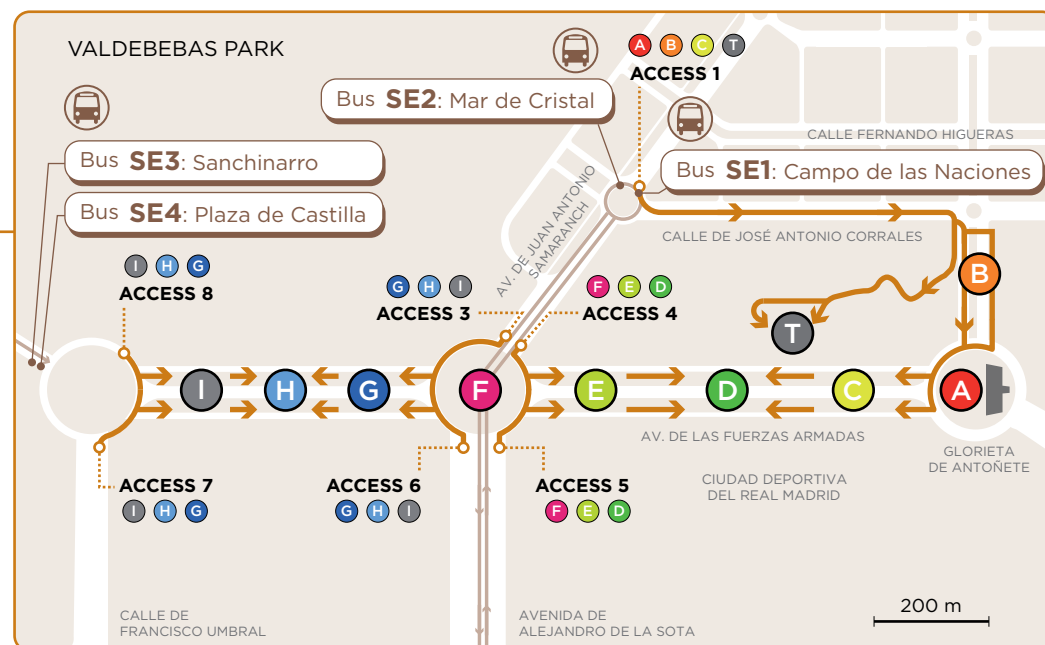 VALDEBEBAS PARK
A B C T
ACCESS 1
Bus SE2: Mar de Cristal
CALLE FERNANDO HIGUERAS
Bus SE3: Sanchinarro
Bus SE1: Campo de las Naciones
Bus SE4: Plaza de Castilla
AV. DE JUAN ANTONIO
SAMARANCH
CALLE DE JOSÉ ANTONIO CORRALES
I H G
ACCESS 8
G H I
ACCESS 3
F E D
ACCESS 4
B
T
I H G F E D C A
AV. DE LAS FUERZAS ARMADAS
GLORIETA
DE ANTOÑETE
CIUDAD DEPORTIVA
DEL REAL MADRID
ACCESS 7
I H G
ACCESS 6
G H I
ACCESS 5
F E D
200 m
CALLE DE
FRANCISCO UMBRAL
AVENIDA DE
ALEJANDRO DE LA SOTA